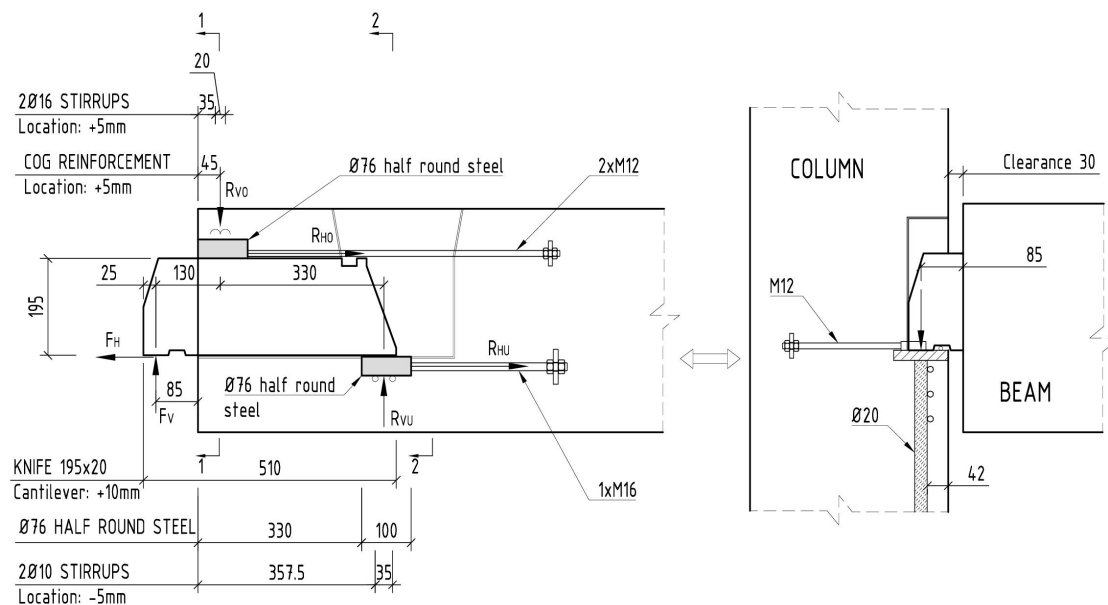 1
2
20
2Ø16 STIRRUPS
35
Location: +5mm
COG REINFORCEMENT
45
Location: +5mm
RVO
Ø76 half round steel
2xM12
RHO
25
130
330
195
FH
85
FV
Ø76 half round
steel
RVU
RHU
1
2
KNIFE 195x20
510
Cantilever: +10mm
1xM16
Ø76 HALF ROUND STEEL
330
100
2Ø10 STIRRUPS
357.5
35
Location: -5mm
COLUMN
Clearance 30
85
M12
BEAM
Ø20
42